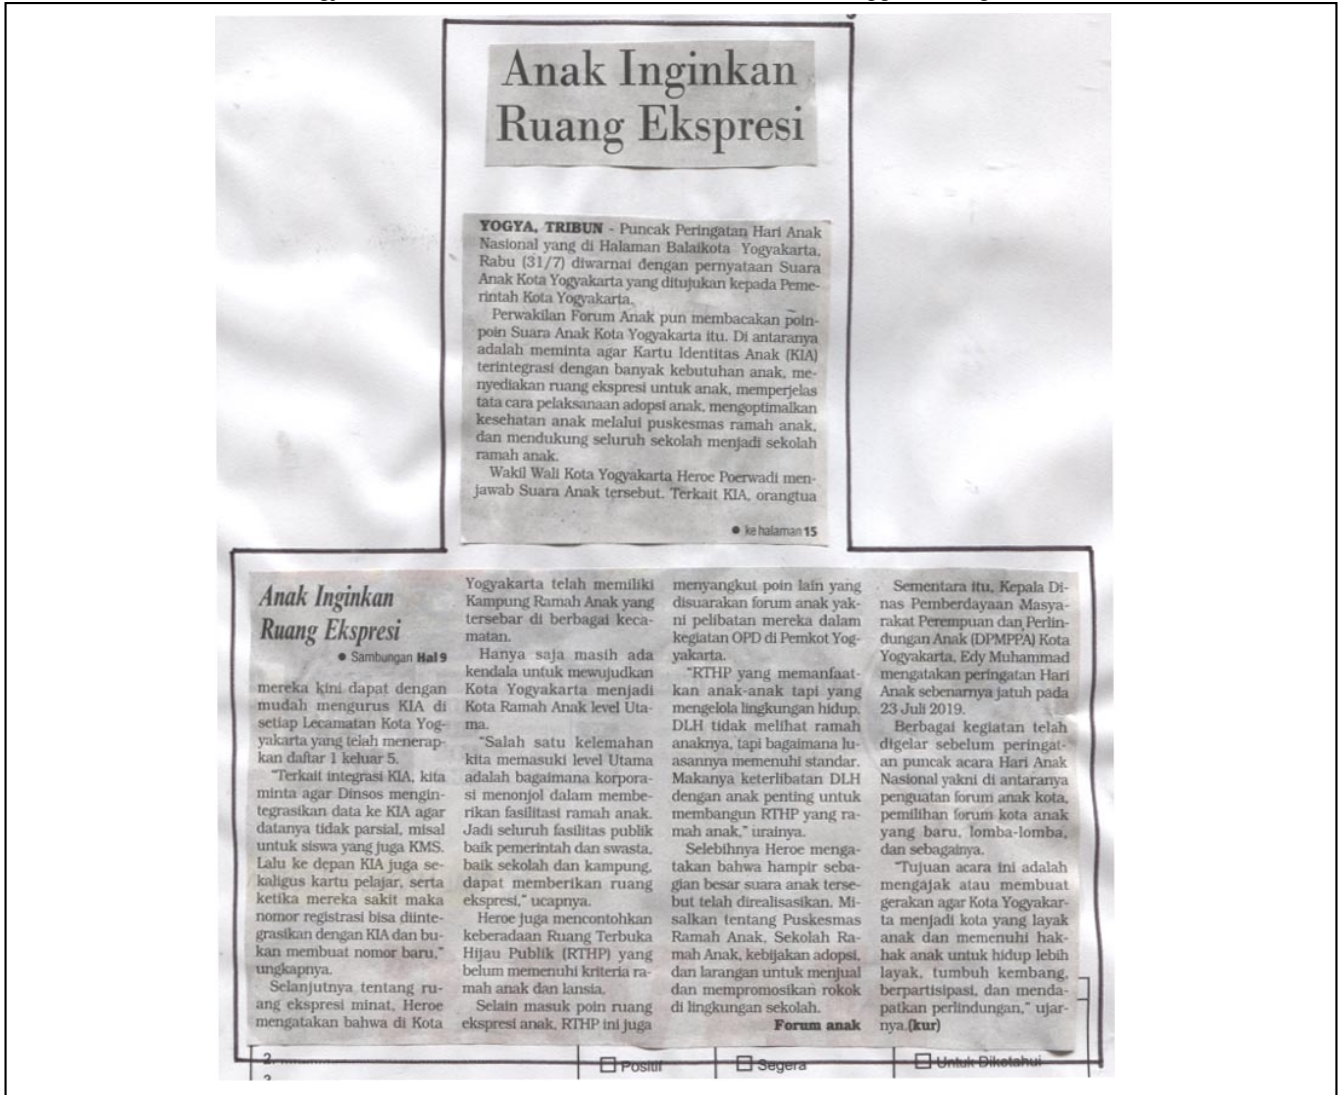 Anak Inginkan
Ruang Ekspresi
YOGYA, TRIBUN - Puncak Peringatan Hari Anak
Nasional yang di Halaman Balaikota Yogyakarta,
Rabu (31/7) diwarnai dengan pernyataan Suara
Anak Kota Yogyakarta yang ditujukan kepada Peme-
rintah Kota Yogyakarta.
Perwakilan Forum Anak pun membacakan poin-
poin Suara Anak Kota Yogyakarta itu. Di antaranya
adalah meminta agar Kartu Identitas Anak (KIA)
terintegrasi dengan banyak kebutuhan anak, me-
nyediakan ruang ekspresi untuk anak, memperjelas
tata cara pelaksanaan adopsi anak, mengoptimalkan
kesehatan anak melalui puskesmas ramah anak,
dan mendukung seluruh sekolah menjadi sekolah
ramah anak.
Wakil Wali Kota Yogyakarta Heroe Poerwadi men-
jawab Suara Anak tersebut. Terkait KIA, orangtua
● ke halaman 15
Anak Inginkan
Ruang Ekspresi
● Sambungan Hal 9
mereka kini dapat dengan
mudah mengurus KIA di
setiap Lecamatan Kota Yog-
yakarta yang telah menerap-
kan daftar 1 keluar 5.
"Terkait integrasi KIA, kita
minta agar Dinsos mengin-
tegrasikan data ke KIA agar
datanya tidak parsial, misal
untuk siswa yang juga KMS.
Lalu ke depan KIA juga se-
kaligus kartu pelajar, serta
ketika mereka sakit maka
nomor registrasi bisa diinte-
grasikan dengan KIA dan bu-
kan membuat nomor baru,"
ungkapnya.
Selanjutnya tentang ru-
ang ekspresi minat, Heroe
mengatakan bahwa di Kota
Yogyakarta telah memiliki
Kampung Ramah Anak yang
tersebar di berbagai keca-
matan.
Hanya saja masih ada
kendala untuk mewujudkan
Kota Yogyakarta menjadi
Kota Ramah Anak level Uta-
ma.
"Salah satu kelemahan
kita memasuki level Utama
adalah bagaimana korpora-
si menonjol dalam membe-
rikan fasilitasi ramah anak.
Jadi seluruh fasilitas publik
baik pemerintah dan swasta,
baik sekolah dan kampung,
dapat memberikan ruang
ekspresi," ucapnya.
Heroe juga mencontohkan
keberadaan Ruang Terbuka
Hijau Publik (RTHP) yang
belum memenuhi kriteria ra-
mah anak dan lansia.
Selain masuk poin ruang
ekspresi anak, RTHP ini juga
menyangkut poin lain yang
disuarakan forum anak yak-
ni pelibatan mereka dalam
kegiatan OPD di Pemkot Yog-
yakarta.
"RTHP yang memanfaat-
kan anak-anak tapi yang
mengelola lingkungan hidup.
DLH tidak melihat ramah
anaknya, tapi bagaimana lu-
asannya memenuhi standar.
Makanya keterlibatan DLH
dengan anak penting untuk
membangun RTHP yang ra-
mah anak," urainya.
Selebihnya Heroe menga-
takan bahwa hampir seba-
gian besar suara anak terse-
but telah direalisasikan. Mi-
salkan tentang Puskesmas
Ramah Anak, Sekolah Ra-
mah Anak, kebijakan adopsi,
dan larangan untuk menjual
dan mempromosikan rokok
di lingkungan sekolah.
Forum anak
Sementara itu, Kepala Di-
nas Pemberdayaan Masya-
rakat Perempuan dan Perlin-
dungan Anak (DPMPPA) Kota
Yogyakarta, Edy Muhammad
mengatakan peringatan Hari
Anak sebenarnya jatuh pada
23 Juli 2019.
Berbagai kegiatan telah
digelar sebelum peringat-
an puncak acara Hari Anak
Nasional yakni di antaranya
penguatan forum anak kota,
pemilihan forum kota anak
yang baru, lomba-lomba,
dan sebagainya.
"Tujuan acara ini adalah
mengajak atau membuat
gerakan agar Kota Yogyakar-
ta menjadi kota yang layak
anak dan memenuhi hak-
hak anak untuk hidup lebih
layak, tumbuh kembang,
berpartisipasi, dan menda-
patkan perlindungan," ujar-
nya.(kur)
2. Positif Segera Untuk Diketahui